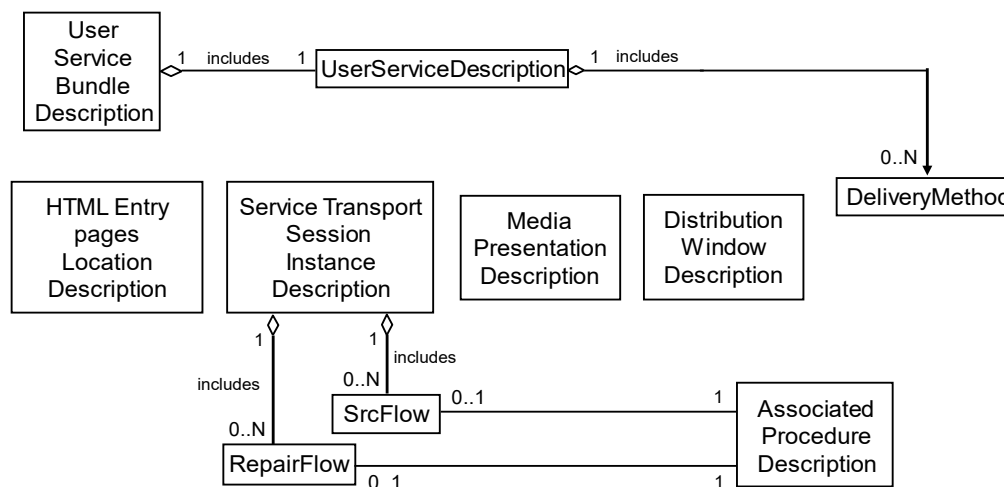 User
Service
Bundle
Description
1 includes 1
UserServiceDescription
1 includes
0..N
DeliveryMethod
HTML Entry
pages
Location
Description
Service Transport
Session
Instance
Description
Media
Presentation
Description
Distribution
Window
Description
1
includes
0..N
1
includes
0..N
SrcFlow
0..1 1
RepairFlow
0..1 1
Associated
Procedure
Description